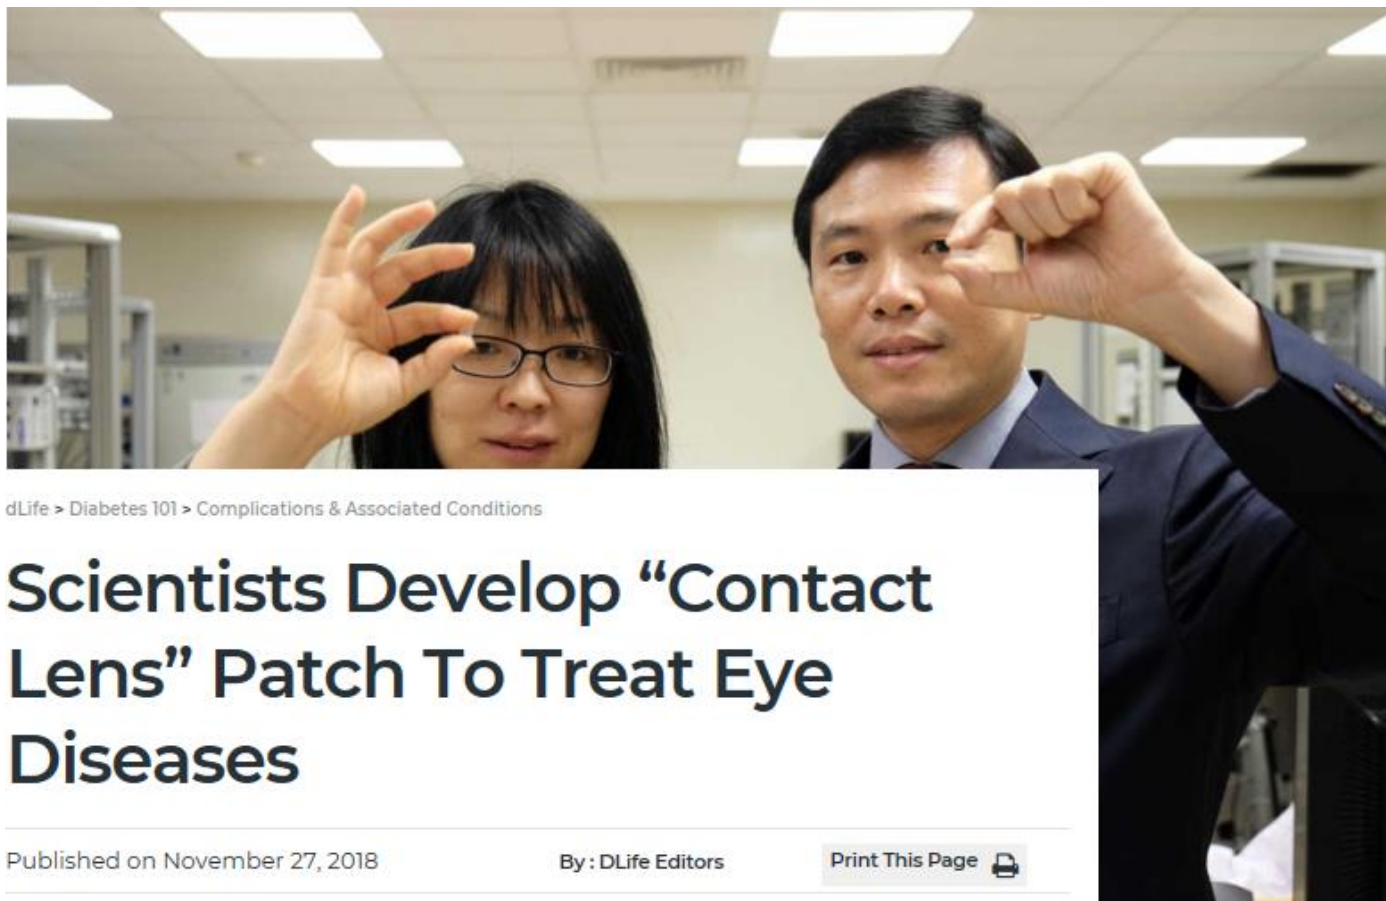 dLife > Diabetes 101 > Complications & Associated Conditions
Scientists Develop “Contact
Lens” Patch To Treat Eye
Diseases
Published on November 27, 2018 By : DLife Editors Print This Page